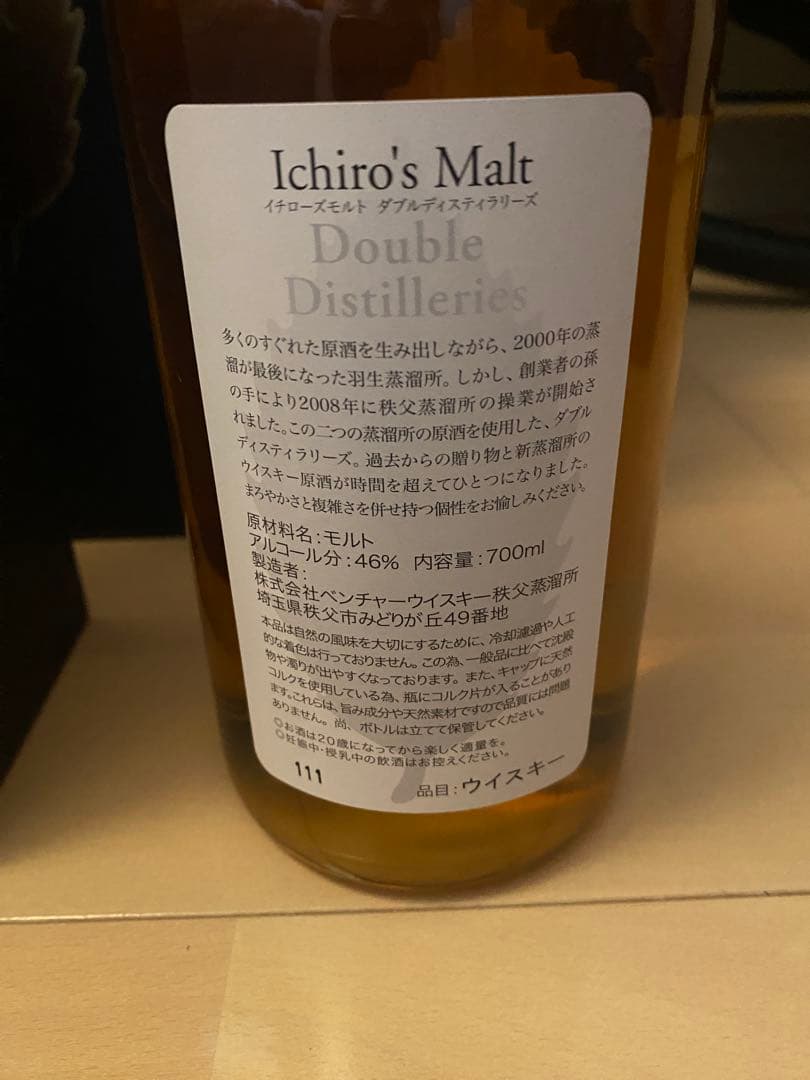 Ichiro's Malt
イチローズモルト ダブルディスティラリーズ
Double
Distilleries
多くのすぐれた原酒を生み出しながら、2000年の蒸
溜が最後になった羽生蒸溜所。しかし、創業者の孫
の手により2008年に秩父蒸溜所の操業が開始さ
れました。この二つの蒸溜所の原酒を使用した、ダブル
ディスティラリーズ。過去からの贈り物と新蒸溜所の
ウイスキー原酒が時間を超えてひとつになりました。
まろやかさと複雑さを併せ持つ個性をお愉しみください。
原材料名：モルト
アルコール分：46% 内容量：700ml
製造者：
株式会社ベンチャーウイスキー秩父蒸溜所
埼玉県秩父市みどりが丘49番地
本品は自然の風味を大切にするために、冷却濾過や人工
的な着色は行っておりません。この為、一般品に比べて沈殿
物や濁りが出やすくなっております。また、キャップに天然
コルクを使用している為、瓶にコルク片が入ることがあり
ます。これらは、旨み成分や天然素材ですので品質には問題
ありません。尚、ボトルは立てて保管してください。
◎お酒は20歳になってから楽しく適量を。
◎妊娠中・授乳中の飲酒はお控えください。
111
品目：ウイスキー